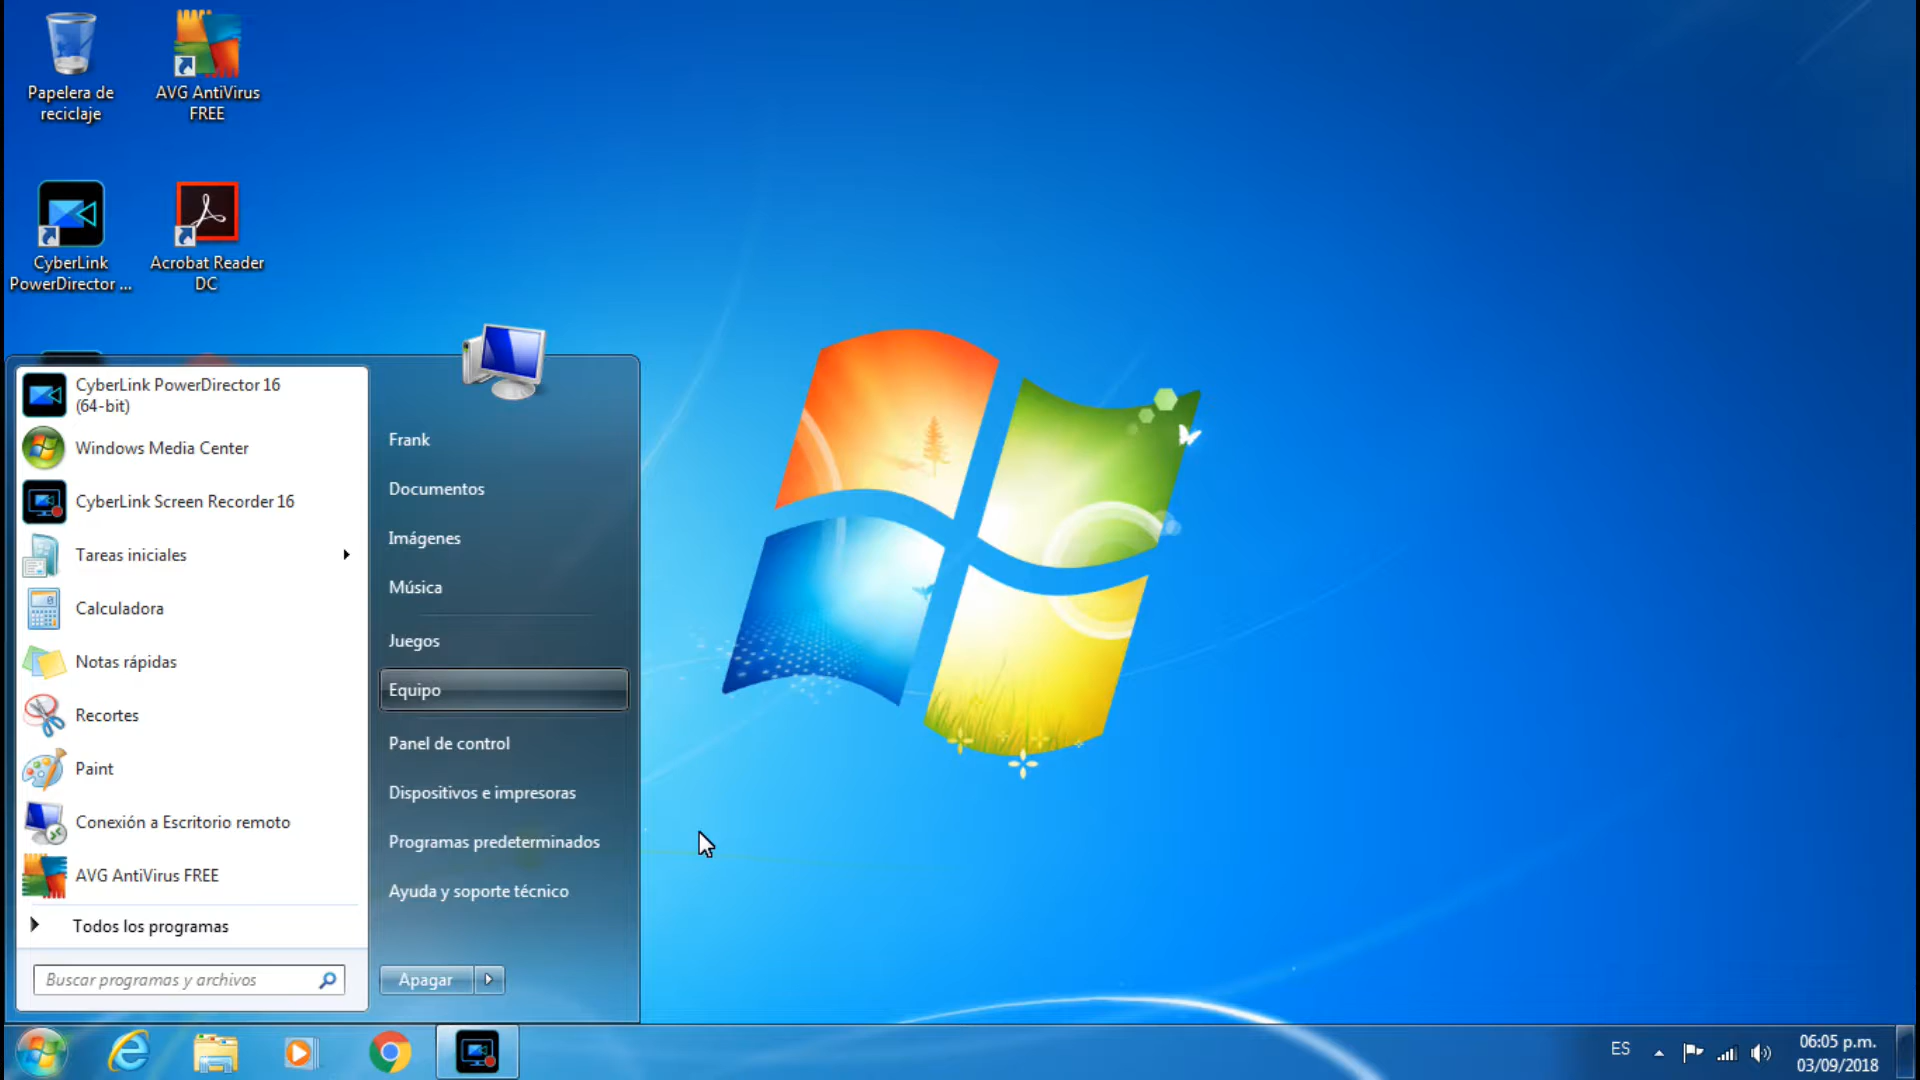 Papelera de
reciclaje
AVG AntiVirus
FREE
CyberLink
PowerDirector ...
Acrobat Reader
DC
CyberLink PowerDirector 16
(64-bit)
Windows Media Center
CyberLink Screen Recorder 16
Tareas iniciales
Calculadora
Notas rápidas
Recortes
Paint
Conexión a Escritorio remoto
AVG AntiVirus FREE
Todos los programas
Buscar programas y archivos
Frank
Documentos
Imágenes
Música
Juegos
Equipo
Panel de control
Dispositivos e impresoras
Programas predeterminados
Ayuda y soporte técnico
Apagar
ES
06:05 p.m.
03/09/2018